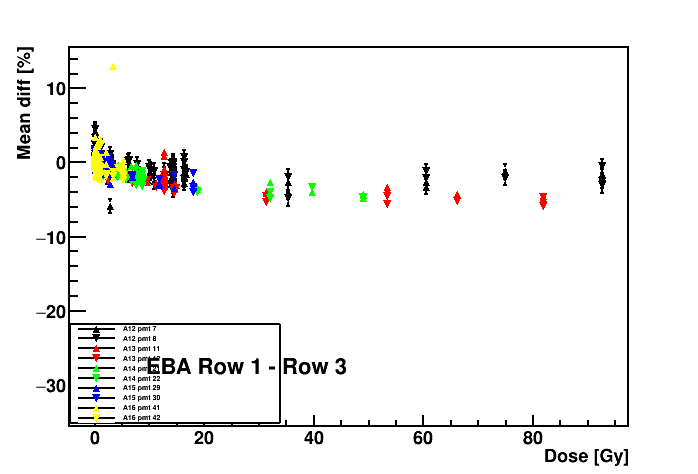 Mean diff [%]
10
0
−10
−20
−30
A12 pmt 7
A12 pmt 8
A13 pmt 11
A13 pmt
A14
A14 pmt 22
A15 pmt 29
A15 pmt 30
A16 pmt 41
A16 pmt 42
EBA Row 1 - Row 3
0 20 40 60 80
Dose [Gy]